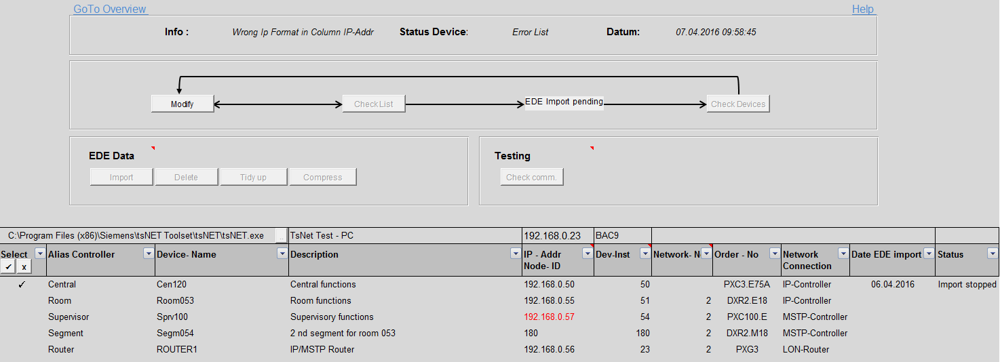 GoTo Overview Help
Info : Wrong Ip Format in Column IP-Addr Status Device: Error List Datum: 07.04.2016 09:58:45
Modify Check List EDE Import pending Check Devices
EDE Data Testing
Import Delete Tidy up Compress Check comm.
C:\Program Files (x86)\Siemens\tsNET Toolset\tsNET\tsNET.exe .. TsNet Test - PC 192.168.0.23 BAC9
Select Alias Controller Device- Name Description IP - Addr Dev-Inst Network- N Order - No Network Date EDE import Status
✓ x Node- ID Connection
✓ Central Cen120 Central functions 192.168.0.50 50 PXC3.E75A IP-Controller 06.04.2016 Import stopped
Room Room053 Room functions 192.168.0.55 51 2 DXR2.E18 IP-Controller
Supervisor Sprv100 Supervisory functions 192.168.0.57 54 2 PXC100.E MSTP-Controller
Segment Segm054 2 nd segment for room 053 180 180 2 DXR2.M18 MSTP-Controller
Router ROUTER1 IP/MSTP Router 192.168.0.56 23 2 PXG3 LON-Router